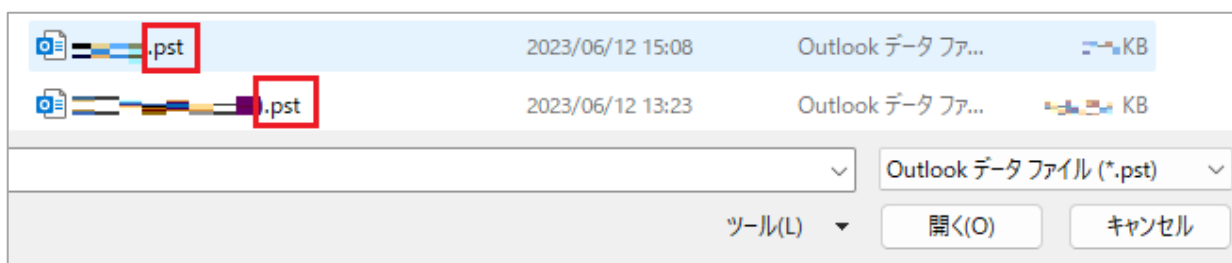 .pst 2023/06/12 15:08 Outlook データ ファ... KB
).pst 2023/06/12 13:23 Outlook データ ファ... KB
Outlook データ ファイル (*.pst)
ツール(L) 開く(O) キャンセル